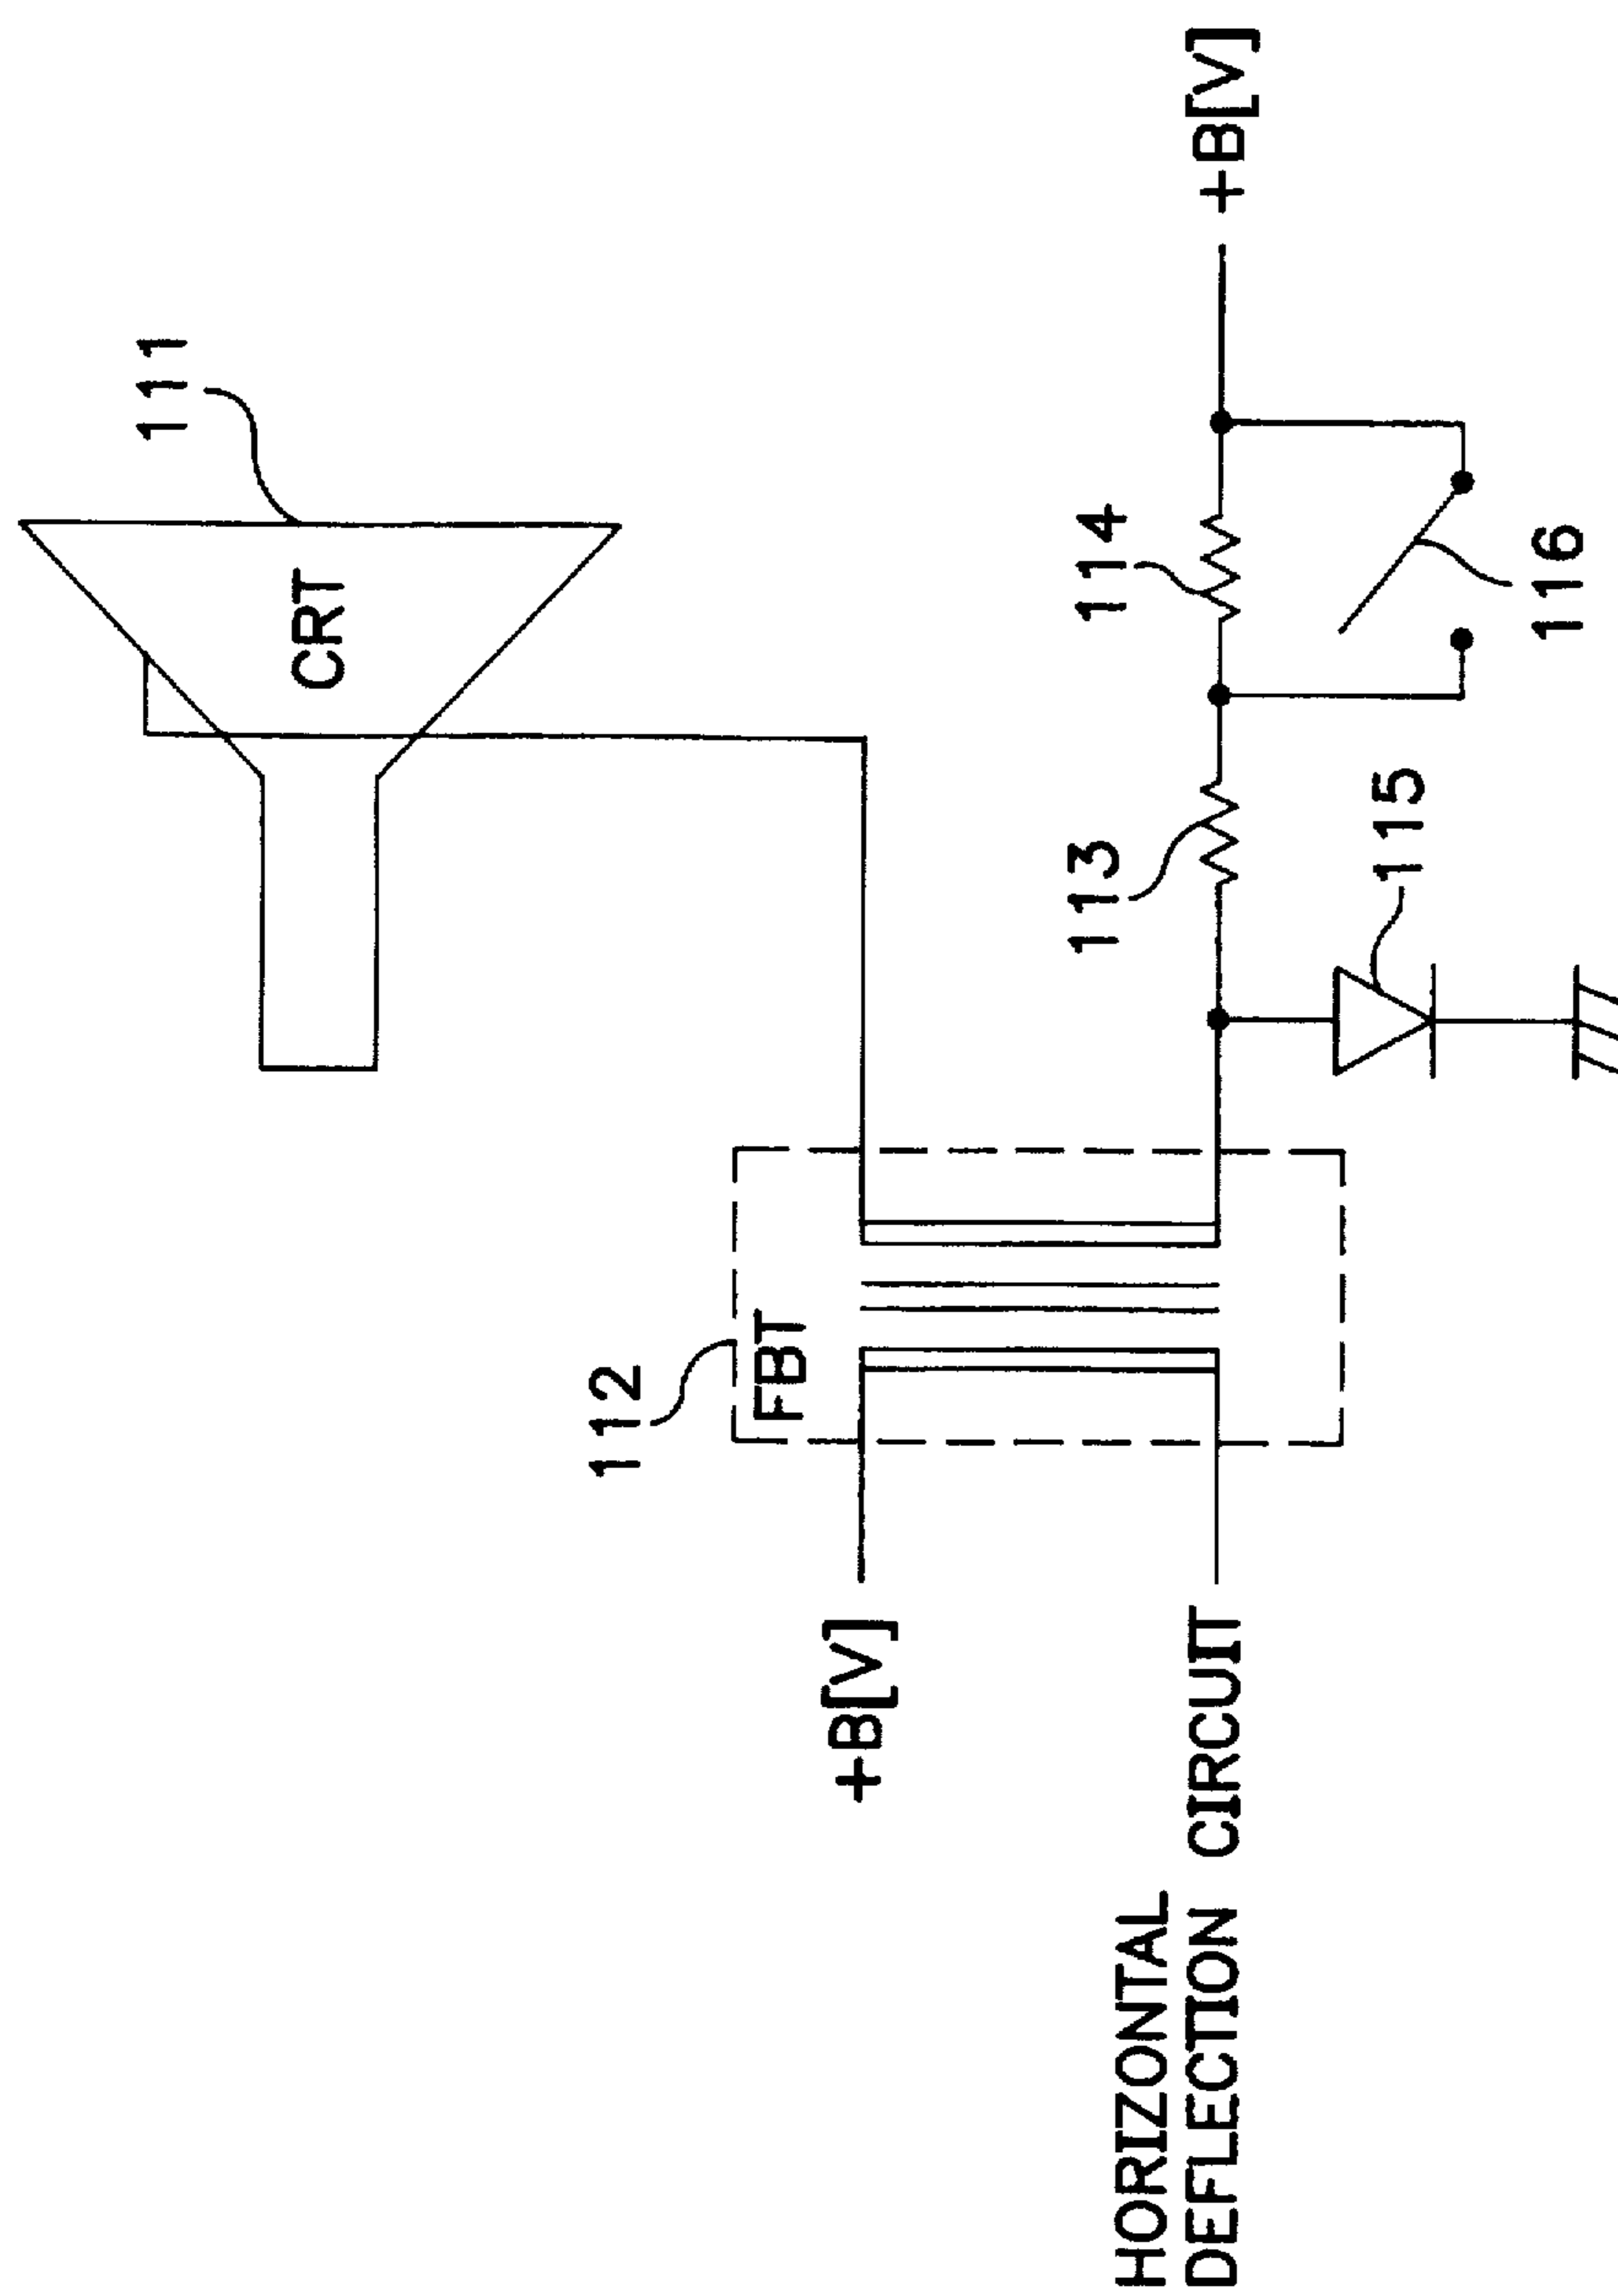 111
CRT
112
FBT
+B[V]
114
113
+B[V]
HORIZONTAL
DEFLECTION CIRCUIT
115
116